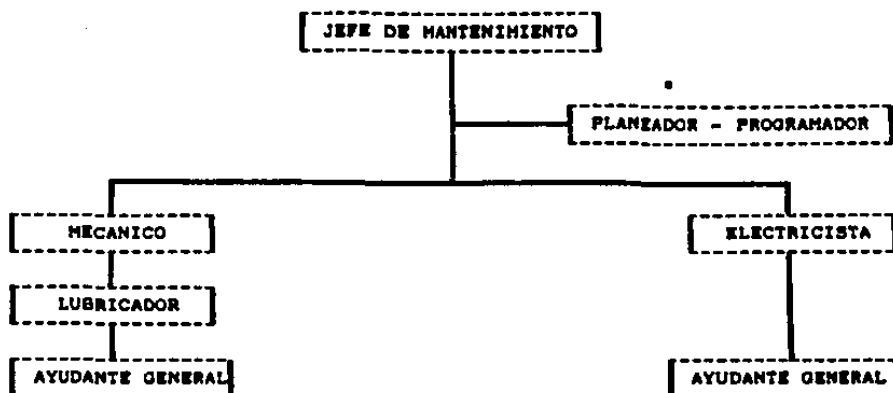 JEFE DE MANTENIMIENTO
PLANEADOR - PROGRAMADOR
MECANICO
ELECTRICISTA
LUBRICADOR
AYUDANTE GENERAL
AYUDANTE GENERAL